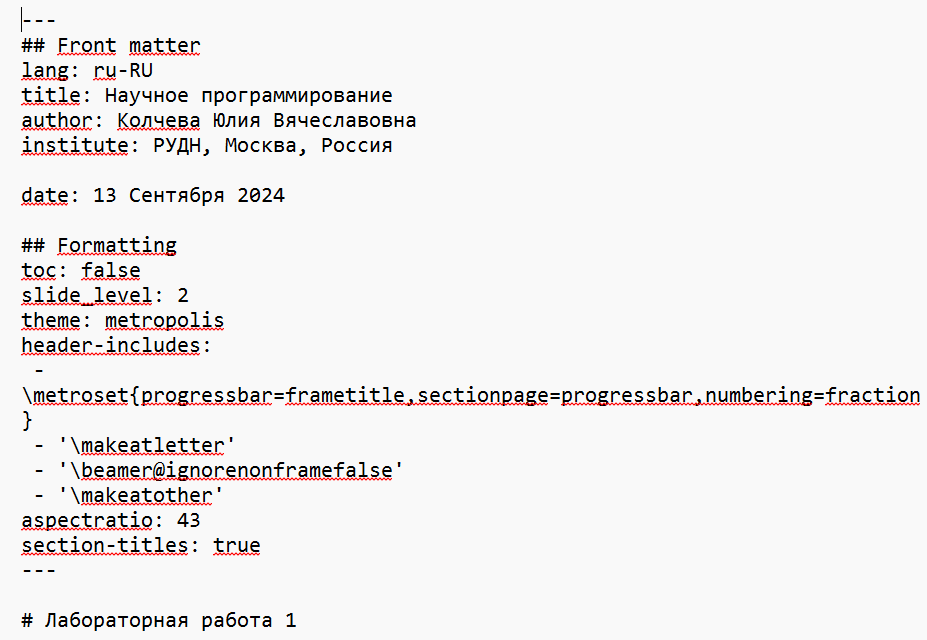 ---
## Front matter
lang: ru-RU
title: Научное программирование
author: Колчева Юлия Вячеславовна
institute: РУДН, Москва, Россия
date: 13 Сентября 2024
## Formatting
toc: false
slide_level: 2
theme: metropolis
header-includes:
-
\metroset{progressbar=frametitle,sectionpage=progressbar,numbering=fraction
}
- '\makeatletter'
- '\beamer@ignorenonframefalse'
- '\makeatother'
aspectratio: 43
section-titles: true
---
# Лабораторная работа 1